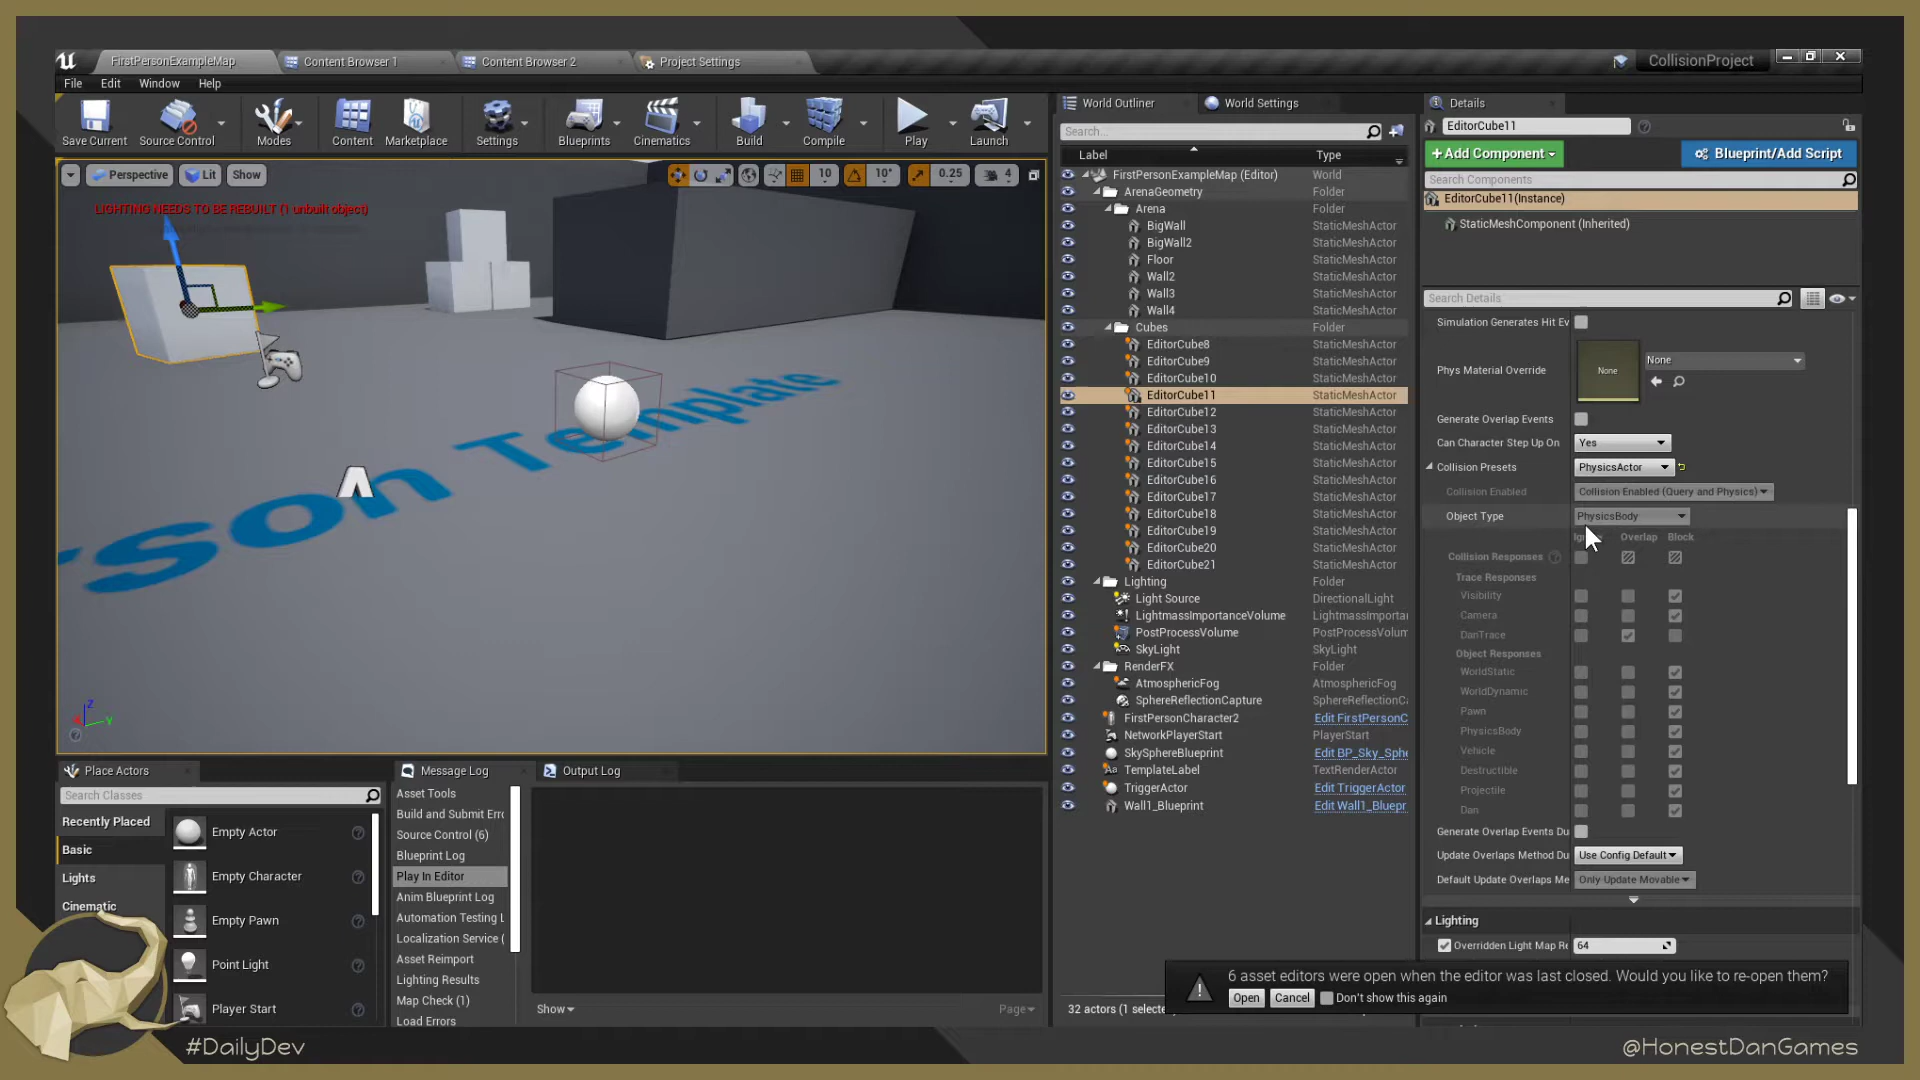 FirstPersonExampleMap
Content Browser 1
Content Browser 2
Project Settings
CollisionProject
File Edit Window Help
Save Current
Source Control
Modes
Content
Marketplace
Settings
Blueprints
Cinematics
Build
Compile
Play
Launch
Perspective
Lit
Show
10
10°
0.25
4
LIGHTING NEEDS TO BE REBUILT (1 unbuilt object)
rson Template
World Outliner
World Settings
Search...
Label Type
FirstPersonExampleMap (Editor) World
ArenaGeometry Folder
Arena Folder
BigWall StaticMeshActor
BigWall2 StaticMeshActor
Floor StaticMeshActor
Wall2 StaticMeshActor
Wall3 StaticMeshActor
Wall4 StaticMeshActor
Cubes Folder
EditorCube8 StaticMeshActor
EditorCube9 StaticMeshActor
EditorCube10 StaticMeshActor
EditorCube11 StaticMeshActor
EditorCube12 StaticMeshActor
EditorCube13 StaticMeshActor
EditorCube14 StaticMeshActor
EditorCube15 StaticMeshActor
EditorCube16 StaticMeshActor
EditorCube17 StaticMeshActor
EditorCube18 StaticMeshActor
EditorCube19 StaticMeshActor
EditorCube20 StaticMeshActor
EditorCube21 StaticMeshActor
Lighting Folder
Light Source DirectionalLight
LightmassImportanceVolume LightmassImporta
PostProcessVolume PostProcessVolum
SkyLight SkyLight
RenderFX Folder
AtmosphericFog AtmosphericFog
SphereReflectionCapture SphereReflectionCa
FirstPersonCharacter2 Edit FirstPersonC
NetworkPlayerStart PlayerStart
SkySphereBlueprint Edit BP_Sky_Sphe
TemplateLabel TextRenderActor
TriggerActor Edit TriggerActor
Wall1_Blueprint Edit Wall1_Bluepr
32 actors (1 selecte
Details
EditorCube11
+Add Component
Blueprint/Add Script
Search Components
EditorCube11(Instance)
StaticMeshComponent (Inherited)
Search Details
Simulation Generates Hit Ev
Phys Material Override None None
Generate Overlap Events
Can Character Step Up On Yes
Collision Presets PhysicsActor
Collision Enabled Collision Enabled (Query and Physics)
Object Type PhysicsBody
Overlap Block
Collision Responses
Trace Responses
Visibility
Camera
DanTrace
Object Responses
WorldStatic
WorldDynamic
Pawn
PhysicsBody
Vehicle
Destructible
Projectile
Dan
Generate Overlap Events Du
Update Overlaps Method Du Use Config Default
Default Update Overlaps Me Only Update Movable
Lighting
Overridden Light Map Re 64
6 asset editors were open when the editor was last closed. Would you like to re-open them?
Open Cancel Don't show this again
Place Actors
Search Classes
Recently Placed
Basic
Lights
Cinematic
Empty Actor
Empty Character
Empty Pawn
Point Light
Player Start
Message Log
Output Log
Asset Tools
Build and Submit Erro
Source Control (6)
Blueprint Log
Play In Editor
Anim Blueprint Log
Automation Testing L
Localization Service (
Asset Reimport
Lighting Results
Map Check (1)
Load Errors
Show
Page
#DailyDev
@HonestDanGames